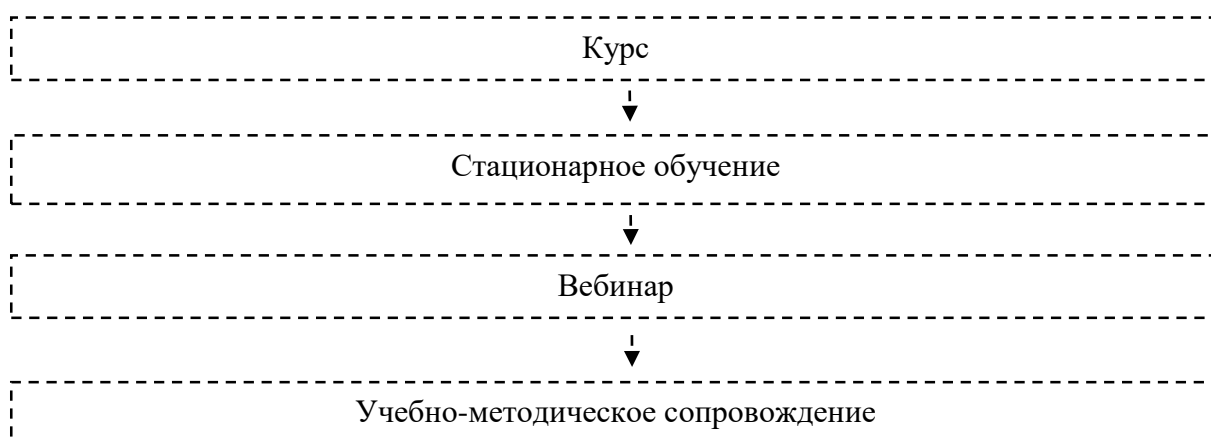 Курс
Стационарное обучение
Вебинар
Учебно-методическое сопровождение